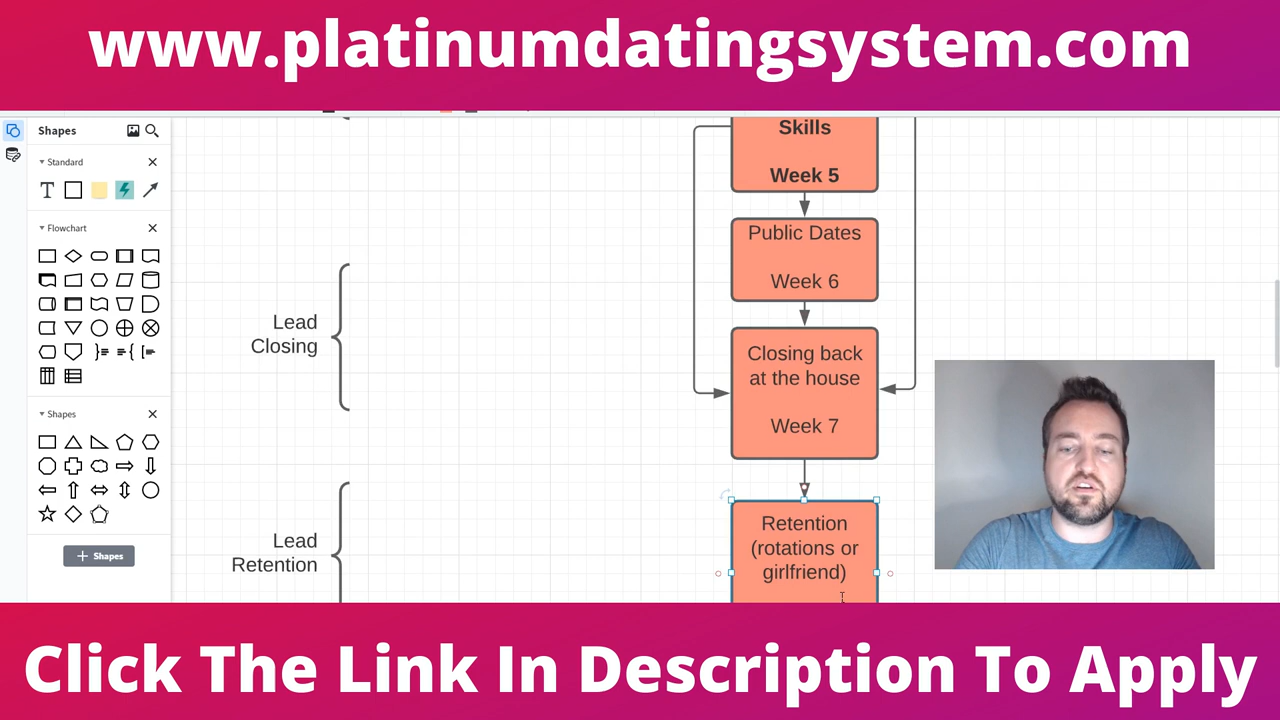 www.platinumdatingsystem.com
Shapes
Standard
T
Flowchart
Shapes
Shapes
Skills
Week 5
Public Dates
Week 6
Lead
Closing
Closing back
at the house
Week 7
Lead
Retention
Retention
(rotations or
girlfriend)
Click The Link In Description To Apply